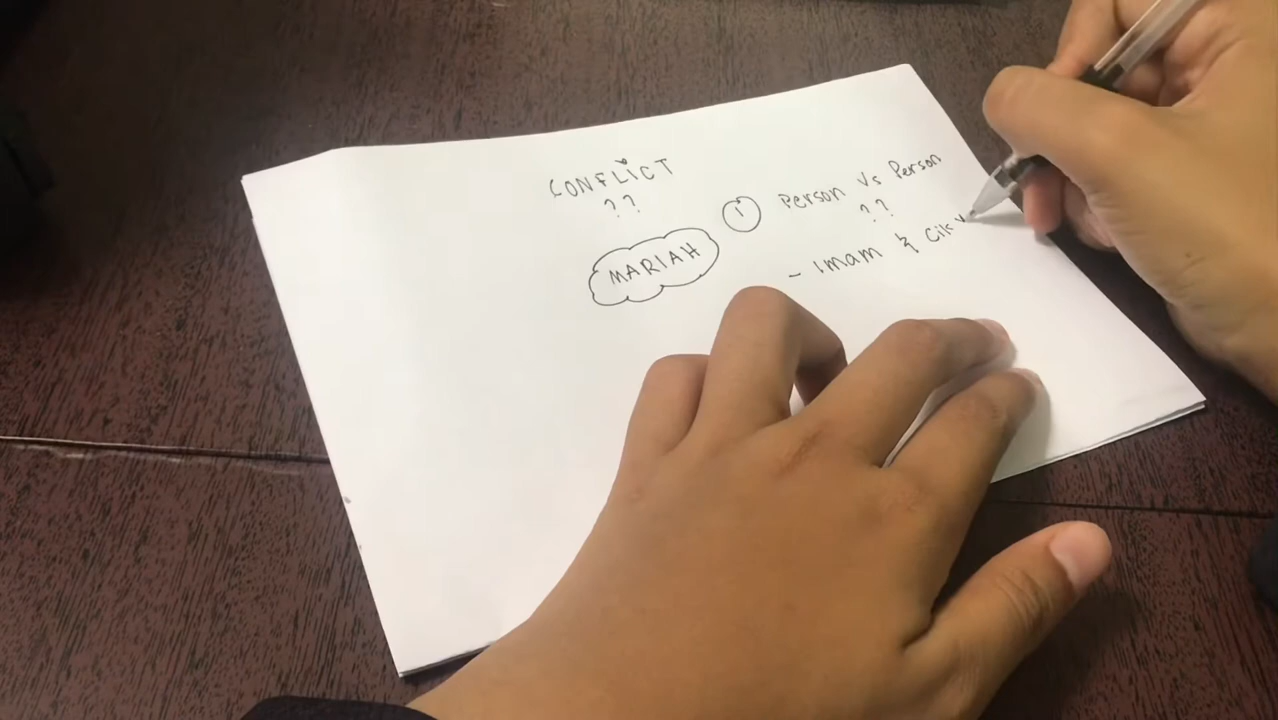 CONFLICT
??
MARIAH
1 Person Vs Person
??
- Imam & Cik